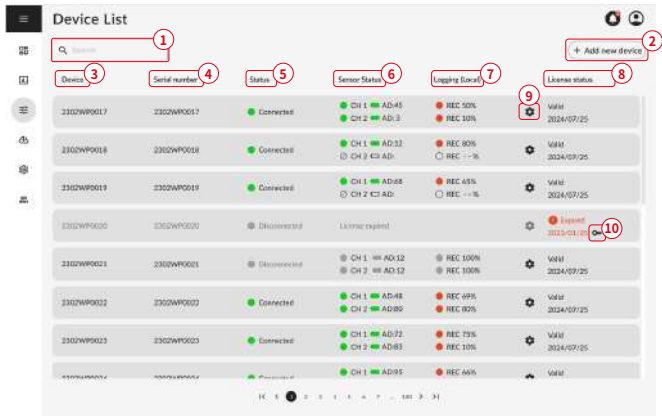 Device List
1
Search
2
+ Add new device
Device
3
Serial number
4
Status
5
Sensor Status
6
Logging (Local)
7
License status
8
2302WP0017 2302WP0017 Connected CH 1 AD:45 REC 50% 9 Valid
CH 2 AD: 3 REC 10% 2024/07/25
2302WP0018 2302WP0018 Connected CH 1 AD:12 REC 80% Valid
CH 2 AD: REC --% 2024/07/25
2302WP0019 2302WP0019 Connected CH 1 AD:68 REC 65% Valid
CH 2 AD: REC --% 2024/07/25
2302WP0020 2302WP0020 Disconnected License expired Expired
2023/01/25 10
2302WP0021 2302WP0021 Disconnected CH 1 AD:12 REC 100% Valid
CH 2 AD:12 REC 100% 2024/07/25
2302WP0022 2302WP0022 Connected CH 1 AD:48 REC 69% Valid
CH 2 AD:80 REC 80% 2024/07/25
2302WP0023 2302WP0023 Connected CH 1 AD:72 REC 75% Valid
CH 2 AD:83 REC 10% 2024/07/25
CH 1 AD:95 REC 66% Valid
1 2